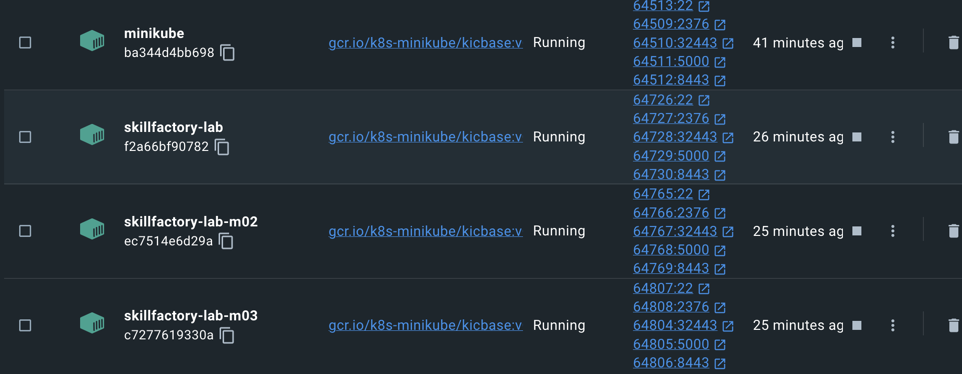 64513:22
64509:2376
minikube
ba344d4bb698
gcr.io/k8s-minikube/kicbase:v
Running
64510:32443
41 minutes ag
64511:5000
64512:8443
64726:22
64727:2376
skillfactory-lab
f2a66bf90782
gcr.io/k8s-minikube/kicbase:v
Running
64728:32443
26 minutes ag
64729:5000
64730:8443
64765:22
64766:2376
skillfactory-lab-m02
ec7514e6d29a
gcr.io/k8s-minikube/kicbase:v
Running
64767:32443
25 minutes ag
64768:5000
64769:8443
64807:22
64808:2376
skillfactory-lab-m03
c7277619330a
gcr.io/k8s-minikube/kicbase:v
Running
64804:32443
25 minutes ag
64805:5000
64806:8443